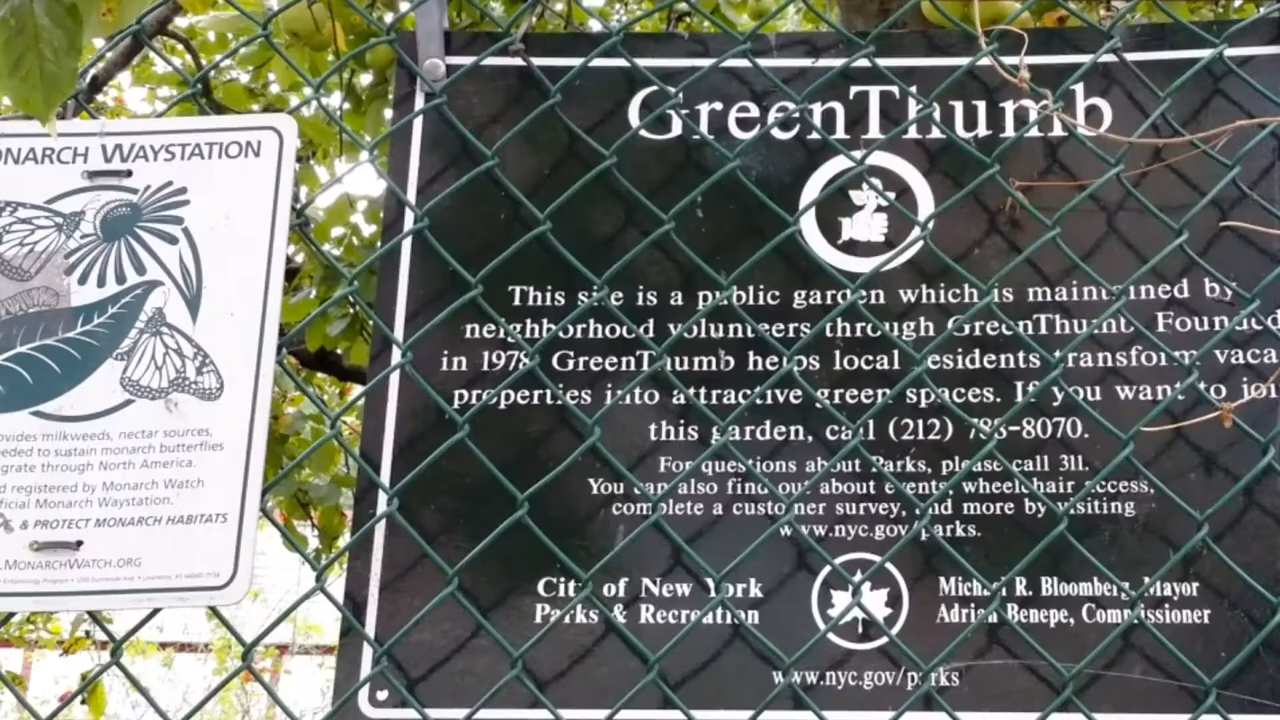 ONARCH WAYSTATION
ovides milkweeds, nectar sources,
eeded to sustain monarch butterflies
grate through North America.
d registered by Monarch Watch
ficial Monarch Waystation.
& PROTECT MONARCH HABITATS
.MONARCHWATCH.ORG
GreenThumb
This site is a public garden which is maintained by
neighborhood volunteers through GreenThumb. Founded
in 1978, GreenThumb helps local residents transform vaca
properties into attractive green spaces. If you want to joi
this garden, call (212) 788-8070.
For questions about Parks, please call 311.
You can also find out about events, wheelchair access,
complete a customer survey, and more by visiting
www.nyc.gov/parks.
City of New York
Parks & Recreation
Michael R. Bloomberg, Mayor
Adrian Benepe, Commissioner
www.nyc.gov/parks